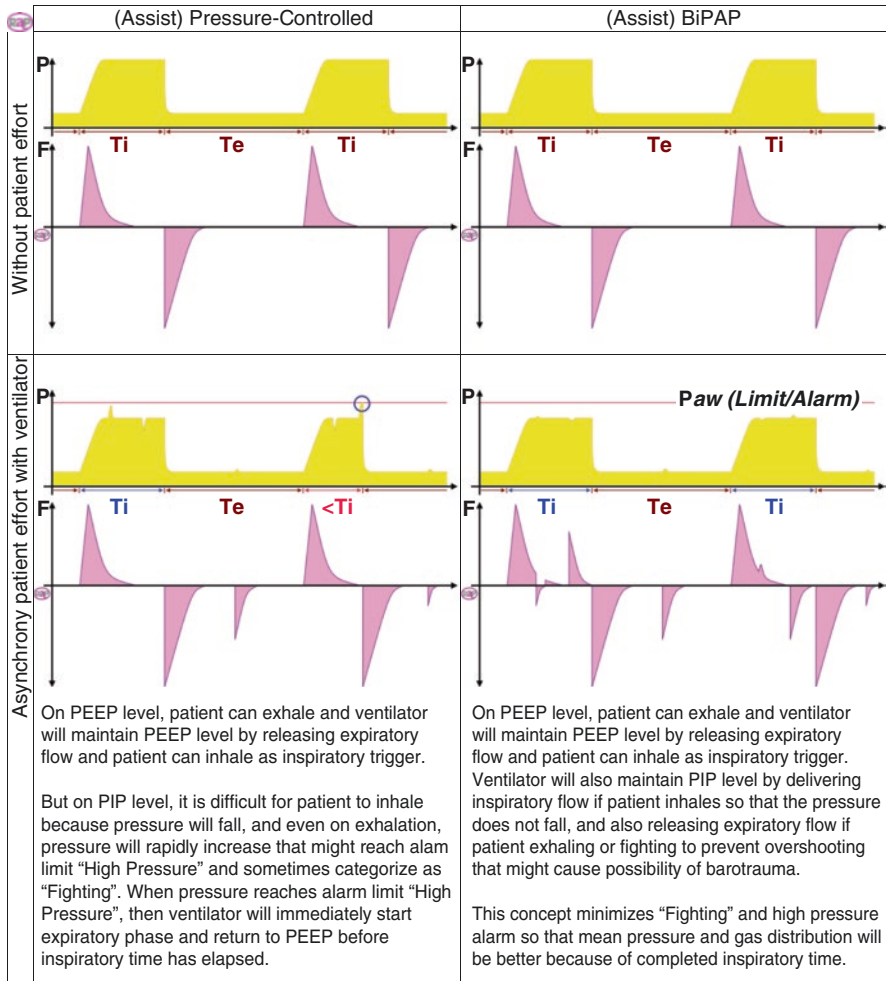 (Assist) Pressure-Controlled
(Assist) BiPAP
Without patient effort
P
Ti
Te
Ti
F
P
Ti
Te
Ti
F
Asynchrony patient effort with ventilator
P
Ti
Te
<Ti
F
P
Paw (Limit/Alarm)
Ti
Te
Ti
F
On PEEP level, patient can exhale and ventilator
will maintain PEEP level by releasing expiratory
flow and patient can inhale as inspiratory trigger.
But on PIP level, it is difficult for patient to inhale
because pressure will fall, and even on exhalation,
pressure will rapidly increase that might reach alam
limit “High Pressure” and sometimes categorize as
“Fighting”. When pressure reaches alarm limit “High
Pressure”, then ventilator will immediately start
expiratory phase and return to PEEP before
inspiratory time has elapsed.
On PEEP level, patient can exhale and ventilator
will maintain PEEP level by releasing expiratory
flow and patient can inhale as inspiratory trigger.
Ventilator will also maintain PIP level by delivering
inspiratory flow if patient inhales so that the pressure
does not fall, and also releasing expiratory flow if
patient exhaling or fighting to prevent overshooting
that might cause possibility of barotrauma.
This concept minimizes “Fighting” and high pressure
alarm so that mean pressure and gas distribution will
be better because of completed inspiratory time.